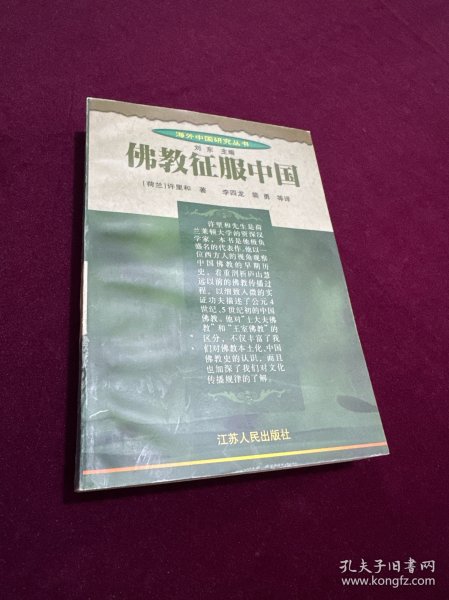 海外中国研究丛书
刘东 主编
佛教征服中国
〔荷兰〕许里和 著 李四龙 裴勇 等译
许里和先生是荷
兰莱顿大学的资深汉
学家，本书是他极负
盛名的代表作。他以一
位西方人的视角观察
中国佛教的早期历
史，着重剖析庐山慧
远以前的佛教传播过
程，以细致入微的实
证功夫描述了公元4
世纪、5世纪初的中国
佛教。他对“士大夫佛
教”和“王室佛教”的
区分，不仅丰富了我
们对佛教本土化、中国
佛教史的认识，而且
也加深了我们对文化
传播规律的了解。
江苏人民出版社
孔夫子旧书网
www.kongfz.com